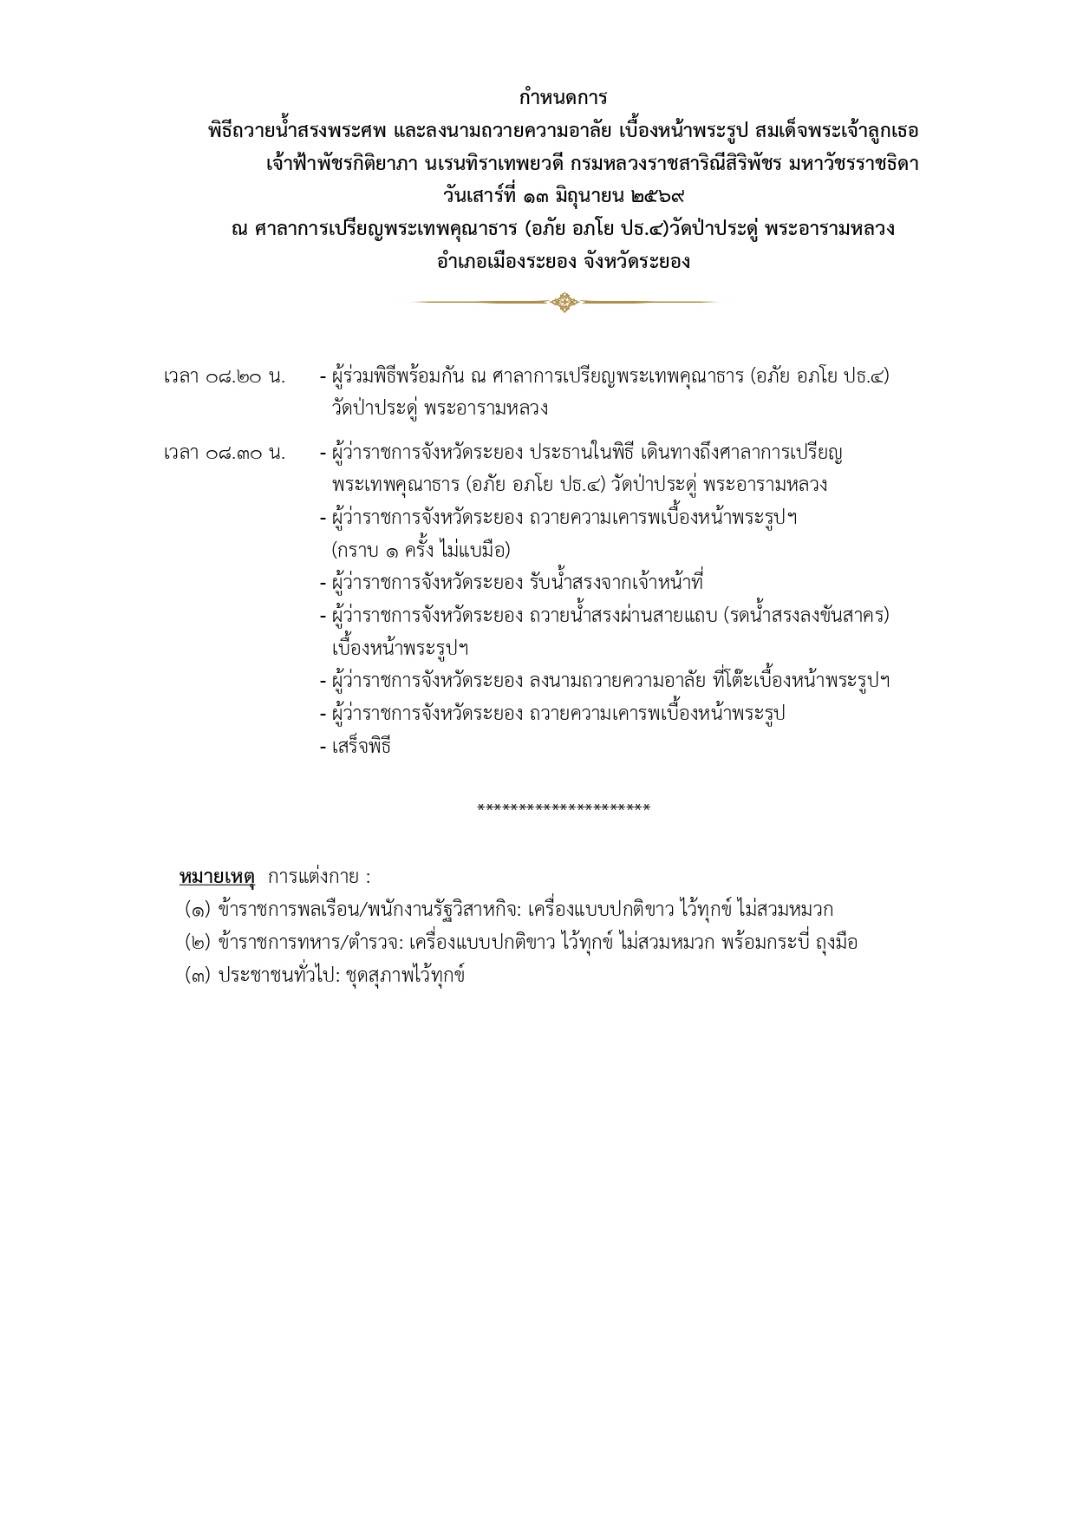 กำหนดการ
พิธีถวายน้ำสรงพระศพ และลงนามถวายความอาลัย เบื้องหน้าพระรูป สมเด็จพระเจ้าลูกเธอ
เจ้าฟ้าพัชรกิติยาภา นเรนทิราเทพยวดี กรมหลวงราชสาริณีสิริพัชร มหาวัชรราชธิดา
วันเสาร์ที่ ๑๓ มิถุนายน ๒๕๖๙
ณ ศาลาการเปรียญพระเทพคุณาธาร (อภัย อภโย ปธ.๔)วัดป่าประดู่ พระอารามหลวง
อำเภอเมืองระยอง จังหวัดระยอง
เวลา ๐๘.๒๐ น. - ผู้ร่วมพิธีพร้อมกัน ณ ศาลาการเปรียญพระเทพคุณาธาร (อภัย อภโย ปธ.๔)
วัดป่าประดู่ พระอารามหลวง
เวลา ๐๘.๓๐ น. - ผู้ว่าราชการจังหวัดระยอง ประธานในพิธี เดินทางถึงศาลาการเปรียญ
พระเทพคุณาธาร (อภัย อภโย ปธ.๔) วัดป่าประดู่ พระอารามหลวง
- ผู้ว่าราชการจังหวัดระยอง ถวายความเคารพเบื้องหน้าพระรูปฯ
(กราบ ๑ ครั้ง ไม่แบมือ)
- ผู้ว่าราชการจังหวัดระยอง รับน้ำสรงจากเจ้าหน้าที่
- ผู้ว่าราชการจังหวัดระยอง ถวายน้ำสรงผ่านสายแถบ (รดน้ำสรงลงขันสาคร)
เบื้องหน้าพระรูปฯ
- ผู้ว่าราชการจังหวัดระยอง ลงนามถวายความอาลัย ที่โต๊ะเบื้องหน้าพระรูปฯ
- ผู้ว่าราชการจังหวัดระยอง ถวายความเคารพเบื้องหน้าพระรูป
- เสร็จพิธี
*********************
หมายเหตุ การแต่งกาย :
(๑) ข้าราชการพลเรือน/พนักงานรัฐวิสาหกิจ: เครื่องแบบปกติขาว ไว้ทุกข์ ไม่สวมหมวก
(๒) ข้าราชการทหาร/ตำรวจ: เครื่องแบบปกติขาว ไว้ทุกข์ ไม่สวมหมวก พร้อมกระบี่ ถุงมือ
(๓) ประชาชนทั่วไป: ชุดสุภาพไว้ทุกข์